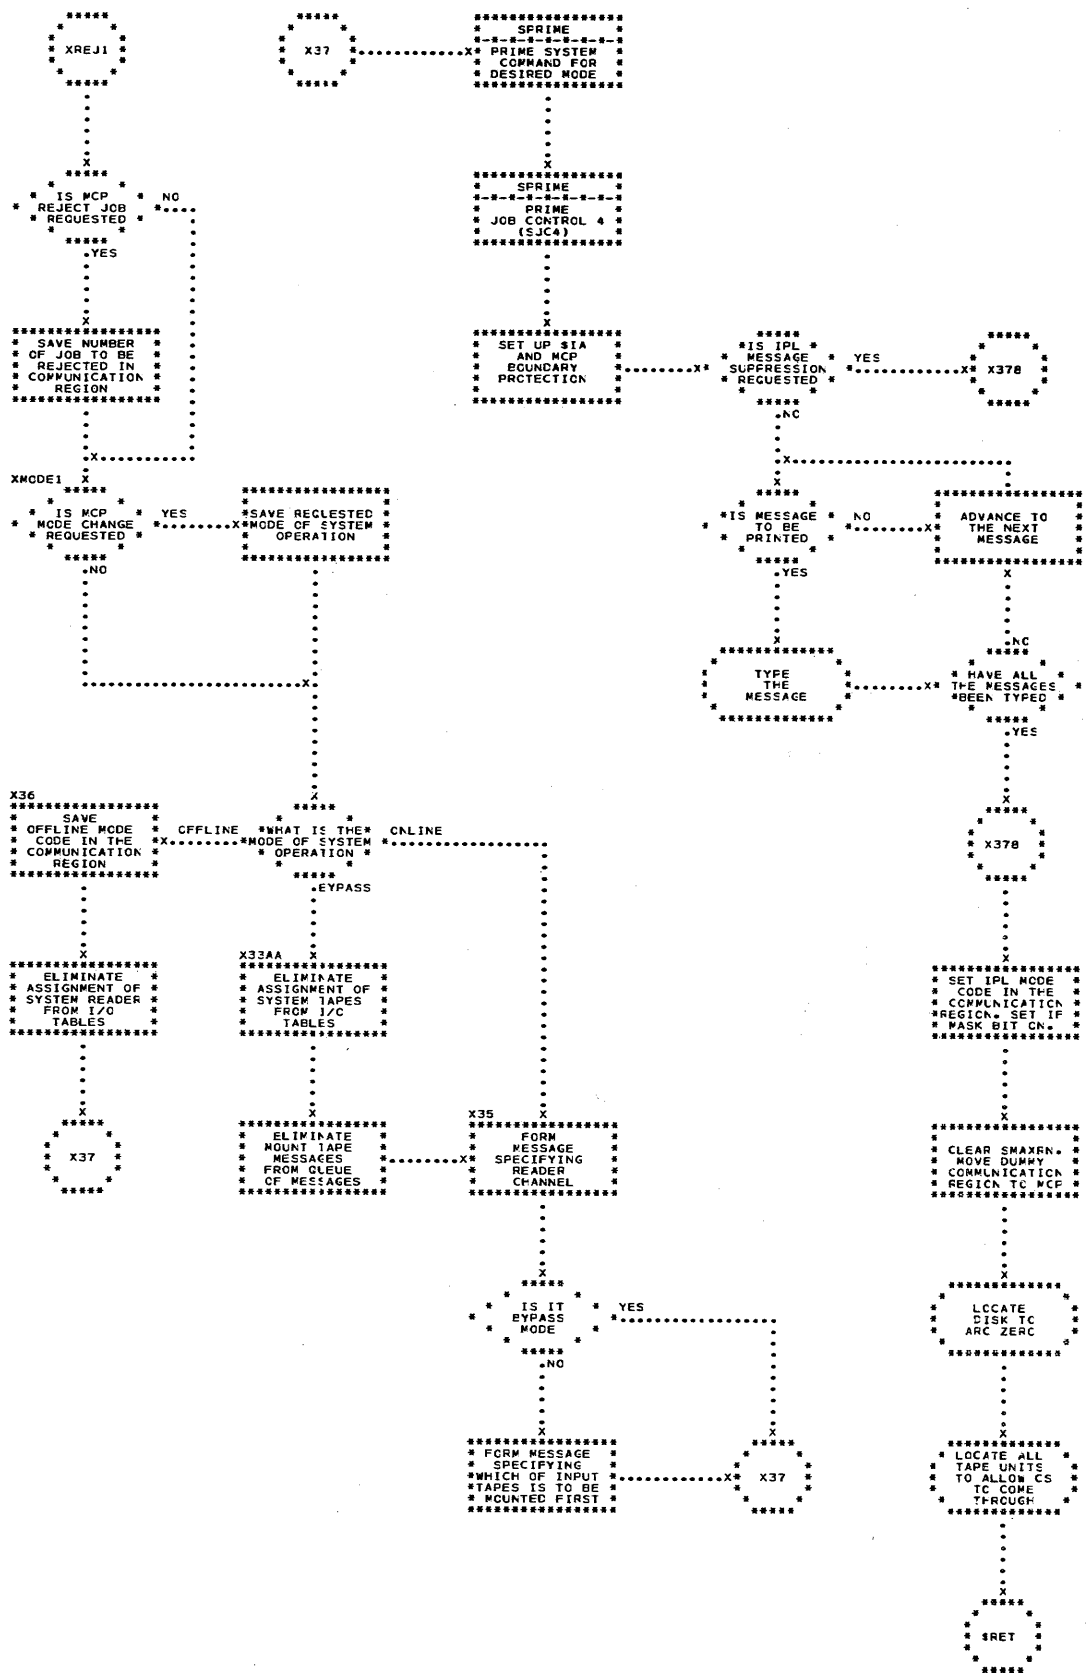 XREJ1
IS MCP
REJECT JOB
REQUESTED
NO
YES
SAVE NUMBER
OF JOB TO BE
REJECTED IN
COMMUNICATION
REGION
XMODE1
IS MCP
MODE CHANGE
REQUESTED
YES
NO
SAVE REQUESTED
MODE OF SYSTEM
OPERATION
WHAT IS THE
MODE OF SYSTEM
OPERATION
OFFLINE
ONLINE
BYPASS
X36
SAVE
OFFLINE MODE
CODE IN THE
COMMUNICATION
REGION
ELIMINATE
ASSIGNMENT OF
SYSTEM READER
FROM I/O
TABLES
X37
X33AA
ELIMINATE
ASSIGNMENT OF
SYSTEM TAPES
FROM I/O
TABLES
ELIMINATE
MOUNT TAPE
MESSAGES
FROM QUEUE
OF MESSAGES
X35
FORM
MESSAGE
SPECIFYING
READER
CHANNEL
IS IT
BYPASS
MODE
YES
NO
FORM MESSAGE
SPECIFYING
WHICH OF INPUT
TAPES IS TO BE
MOUNTED FIRST
X37
X37
SPRIME
PRIME SYSTEM
COMMAND FOR
DESIRED MODE
SPRIME
PRIME
JOB CONTROL 4
(SJC4)
SET UP $IA
AND MCP
BOUNDARY
PROTECTION
IS IPL
MESSAGE
SUPPRESSION
REQUESTED
YES
X378
NO
IS MESSAGE
TO BE
PRINTED
NO
YES
ADVANCE TO
THE NEXT
MESSAGE
TYPE
THE
MESSAGE
NO
HAVE ALL
THE MESSAGES
BEEN TYPED
YES
X378
SET IPL MODE
CODE IN THE
COMMUNICATION
REGION. SET IF
MASK BIT ON.
CLEAR SMAXRN.
MOVE DUMMY
COMMUNICATION
REGION TO MCP
LOCATE
DISK TO
ARC ZERO
LOCATE ALL
TAPE UNITS
TO ALLOW CS
TO COME
THROUGH
$RET